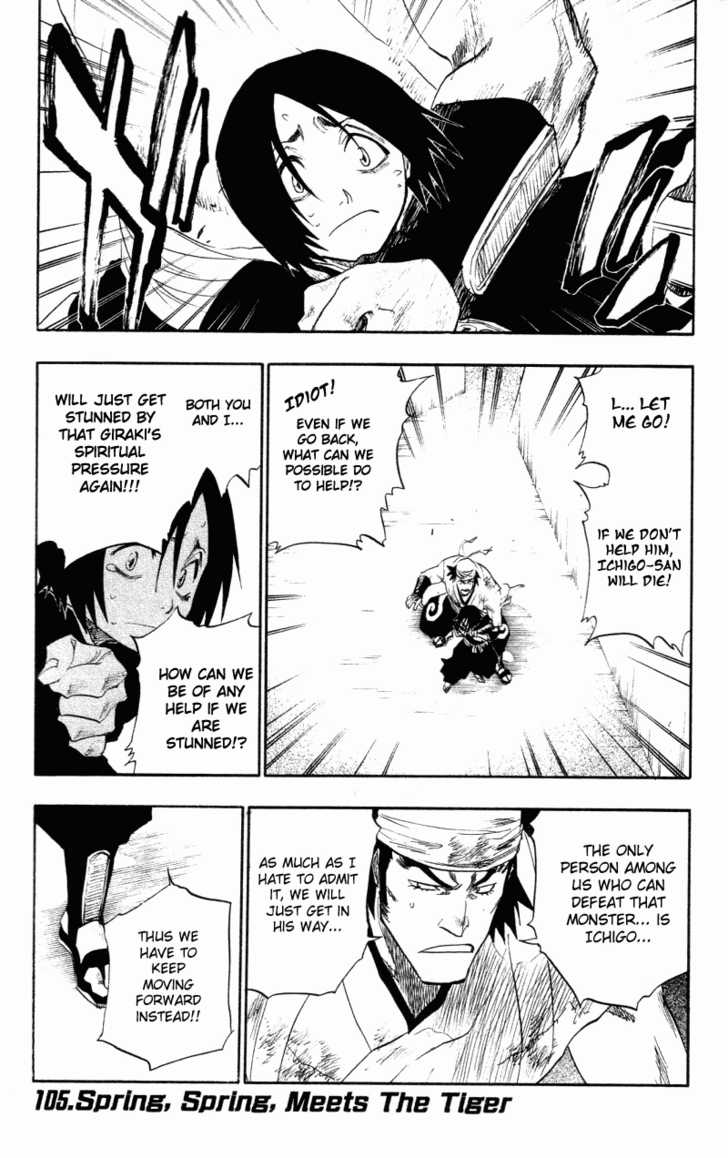 L... LET
ME GO!
IF WE DON'T
HELP HIM,
ICHIGO-SAN
WILL DIE!
IDIOT!
EVEN IF WE
GO BACK,
WHAT CAN WE
POSSIBLE DO
TO HELP!?
BOTH YOU
AND I...
WILL JUST GET
STUNNED BY
THAT GIRAKI'S
SPIRITUAL
PRESSURE
AGAIN!!!
HOW CAN WE
BE OF ANY
HELP IF WE
ARE
STUNNED!?
THE ONLY
PERSON AMONG
US WHO CAN
DEFEAT THAT
MONSTER... IS
ICHIGO...
AS MUCH AS I
HATE TO ADMIT
IT, WE WILL
JUST GET IN
HIS WAY...
THUS WE
HAVE TO
KEEP
MOVING
FORWARD
INSTEAD!!
105.Spring, Spring, Meets The Tiger